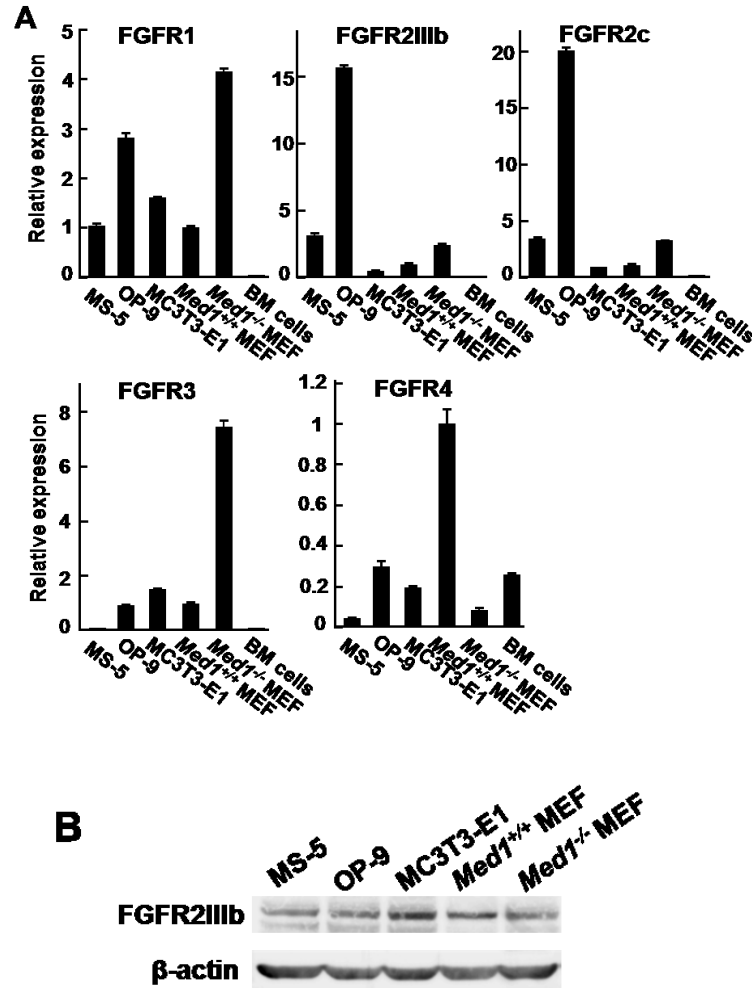 A
FGFR1
FGFR2IIIb
FGFR2c
Relative expression
5
4
3
2
1
0
15
10
5
0
20
15
10
5
0
MS-5
OP-9
MC3T3-E1
Med1+/+ MEF
Med1-/- MEF
BM cells
MS-5
OP-9
MC3T3-E1
Med1+/+ MEF
Med1-/- MEF
BM cells
MS-5
OP-9
MC3T3-E1
Med1+/+ MEF
Med1-/- MEF
BM cells
FGFR3
FGFR4
Relative expression
8
6
4
2
0
1.2
1
0.8
0.6
0.4
0.2
0
MS-5
OP-9
MC3T3-E1
Med1+/+ MEF
Med1-/- MEF
BM cells
MS-5
OP-9
MC3T3-E1
Med1+/+ MEF
Med1-/- MEF
BM cells
B
MS-5
OP-9
MC3T3-E1
Med1+/+ MEF
Med1-/- MEF
FGFR2IIIb
β-actin